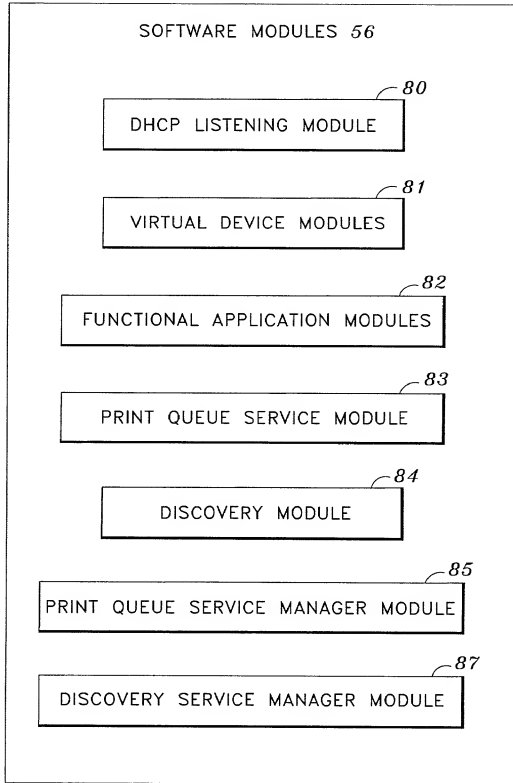 SOFTWARE MODULES 56
80
DHCP LISTENING MODULE
81
VIRTUAL DEVICE MODULES
82
FUNCTIONAL APPLICATION MODULES
83
PRINT QUEUE SERVICE MODULE
84
DISCOVERY MODULE
85
PRINT QUEUE SERVICE MANAGER MODULE
87
DISCOVERY SERVICE MANAGER MODULE